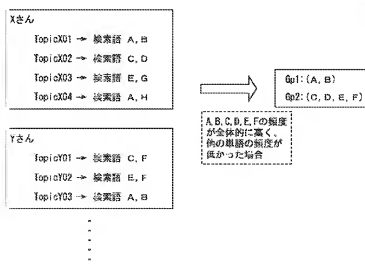 Xさん
TopicX01 → 検索語 A, B
TopicX02 → 検索語 C, D
TopicX03 → 検索語 E, G
TopicX04 → 検索語 A, H
Gp1: (A, B)
Gp2: (C, D, E, F)
A, B, C, D, E, Fの頻度
が全体的に高く、
他の単語の頻度が
低かった場合
Yさん
TopicY01 → 検索語 C, F
TopicY02 → 検索語 E, F
TopicY03 → 検索語 A, B